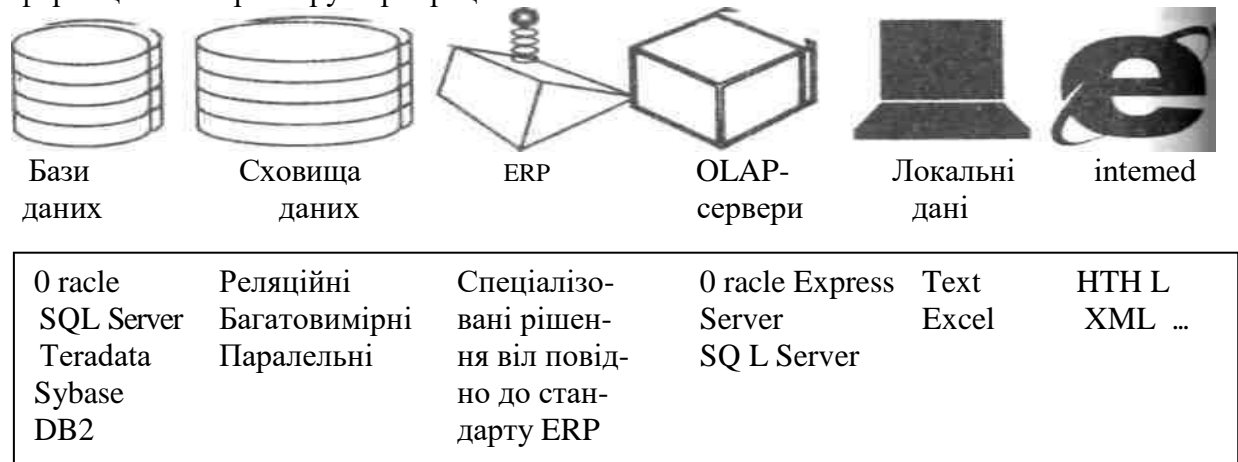 Бази Сховища ERP OLAP- Локальні intemed
даних даних сервери дані
0 racle Реляційні Спеціалізо- 0 racle Express Text HTH L
SQL Server Багатовимірні вані рішен- Server Excel XML ...
Teradata Паралельні ня віл повід- SQ L Server
Sybase но до стан-
DB2 дарту ERP